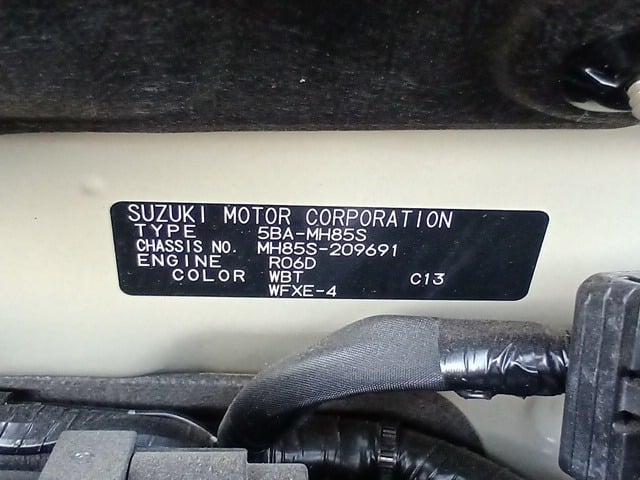 SUZUKI MOTOR CORPORATION
TYPE 5BA-MH85S
CHASSIS NO. MH85S-209691
ENGINE R06D
COLOR WBT C13
WFXE-4